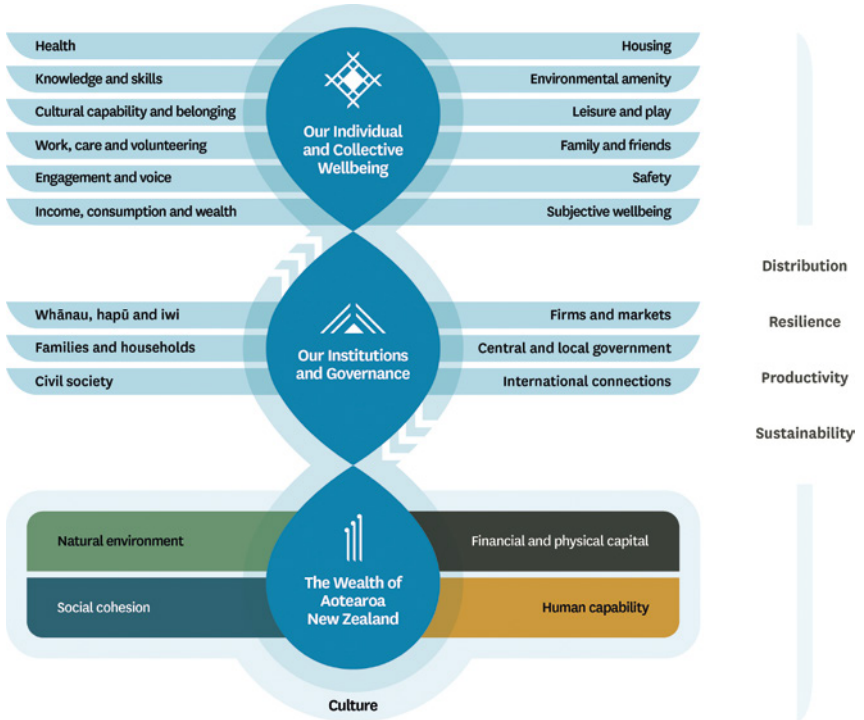 Health
Knowledge and skills
Cultural capability and belonging
Work, care and volunteering
Engagement and voice
Income, consumption and wealth
Our Individual
and Collective
Wellbeing
Housing
Environmental amenity
Leisure and play
Family and friends
Safety
Subjective wellbeing
Whānau, hapū and iwi
Families and households
Civil society
Our Institutions
and Governance
Firms and markets
Central and local government
International connections
Natural environment
Social cohesion
The Wealth of
Aotearoa
New Zealand
Financial and physical capital
Human capability
Culture
Distribution
Resilience
Productivity
Sustainability